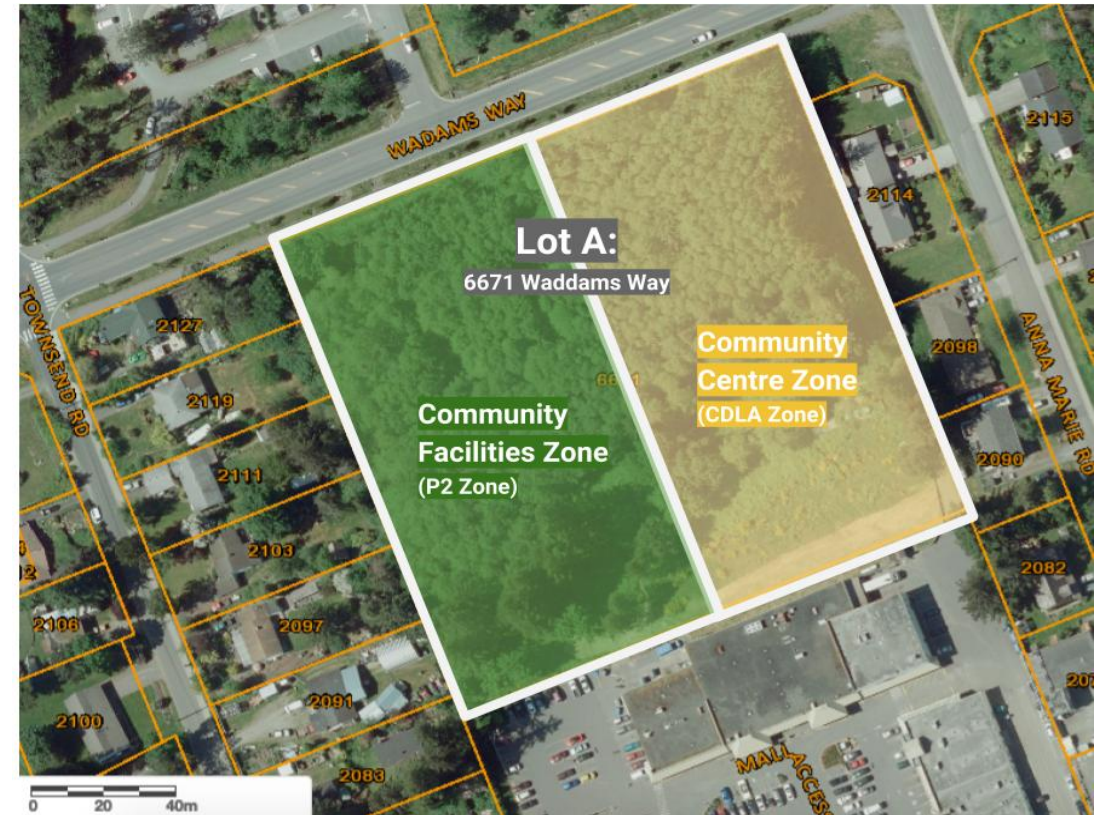 WADAMS WAY
2115
2114
Lot A:
6671 Waddams Way
TOWNSEND RD
2127
ANNA MARIE RD
Community
Centre Zone
(CDLA Zone)
2098
2119
Community
Facilities Zone
(P2 Zone)
2090
2111
2103
2082
2106
2097
2091
2100
2083
MALL ACCESS
0 20 40m